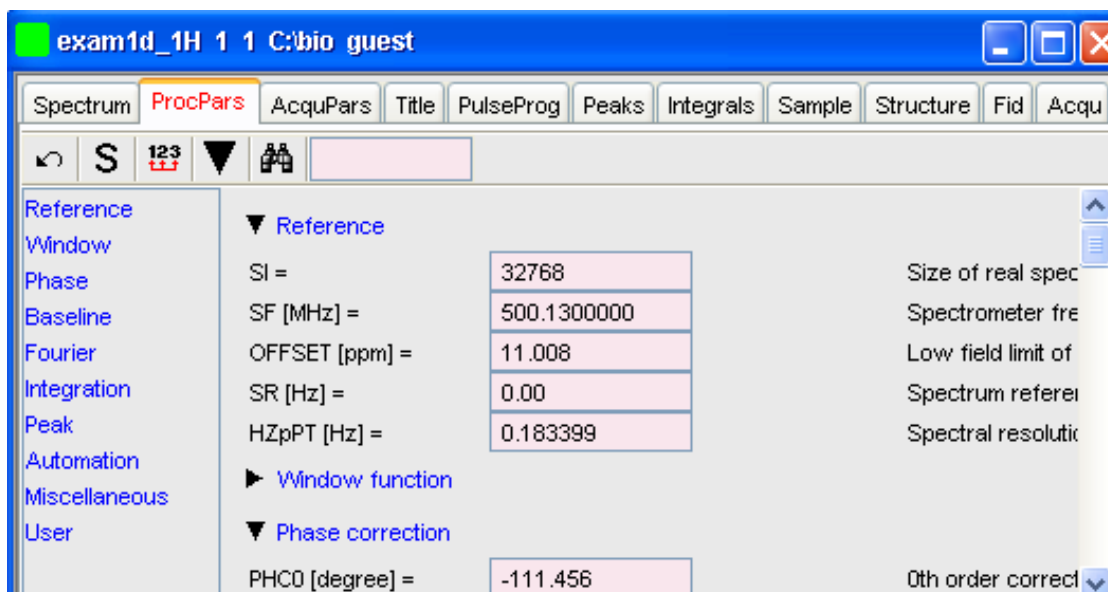 exam1d_1H 1 1 C:\bio guest
Spectrum ProcPars AcquPars Title PulseProg Peaks Integrals Sample Structure Fid Acqu
S 123
Reference
Window
Phase
Baseline
Fourier
Integration
Peak
Automation
Miscellaneous
User
Reference
SI = 32768 Size of real spec
SF [MHz] = 500.1300000 Spectrometer fre
OFFSET [ppm] = 11.008 Low field limit of
SR [Hz] = 0.00 Spectrum referen
HZpPT [Hz] = 0.183399 Spectral resolutio
Window function
Phase correction
PHC0 [degree] = -111.456 0th order correct